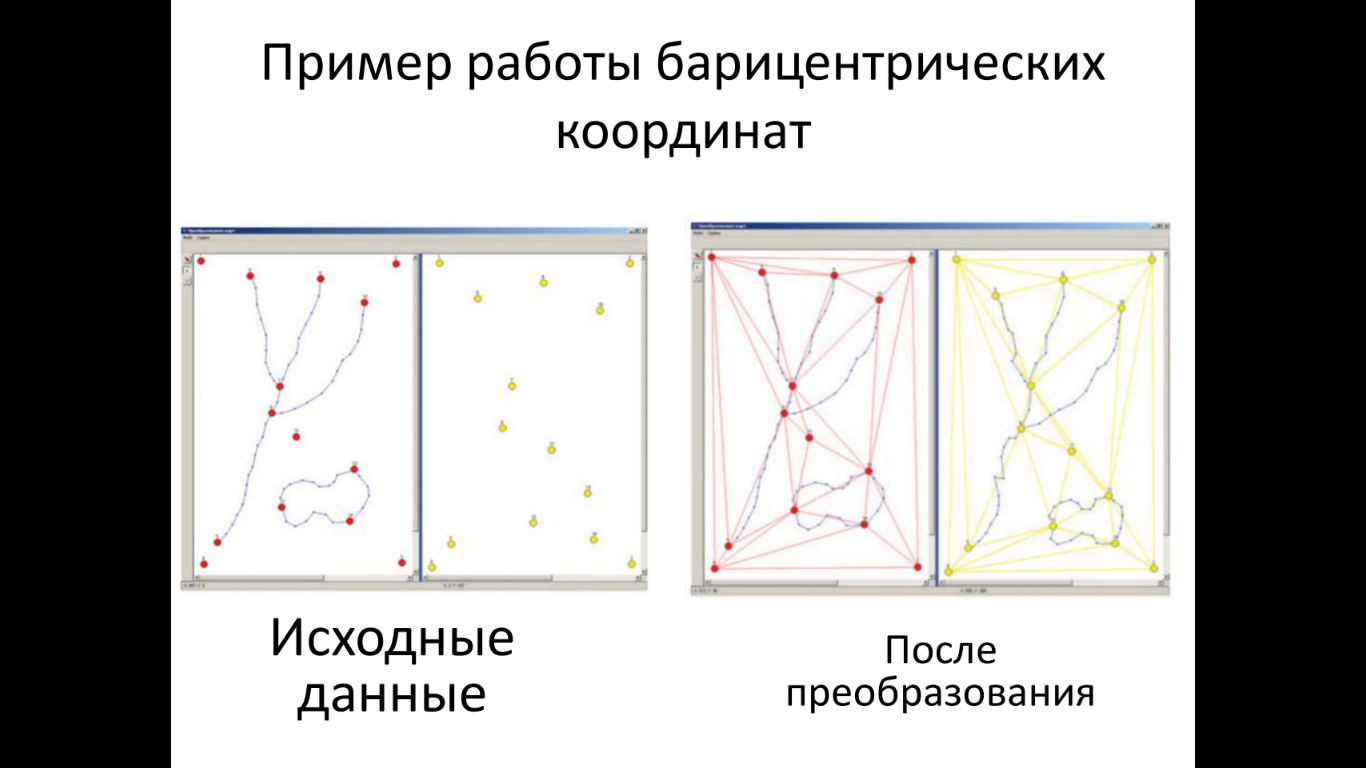 Пример работы барицентрических
координат
Исходные
данные
После
преобразования